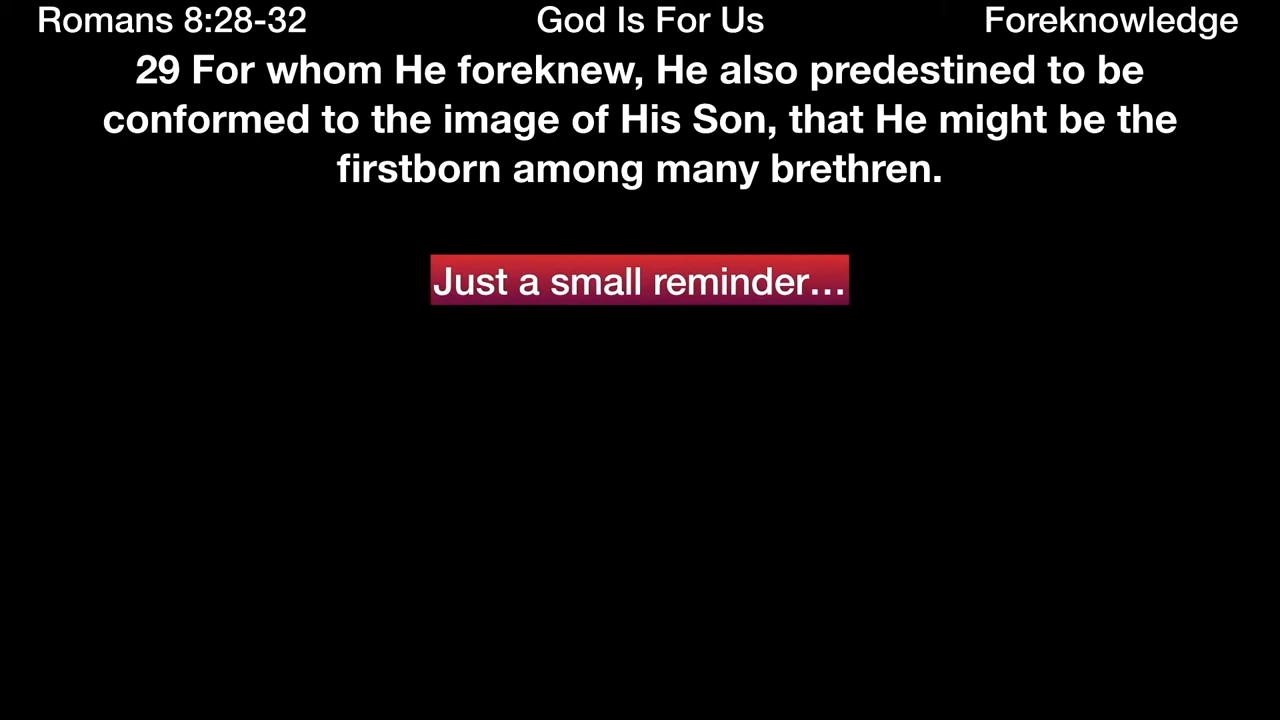 Romans 8:28-32 God Is For Us Foreknowledge
29 For whom He foreknew, He also predestined to be
conformed to the image of His Son, that He might be the
firstborn among many brethren.
Just a small reminder…